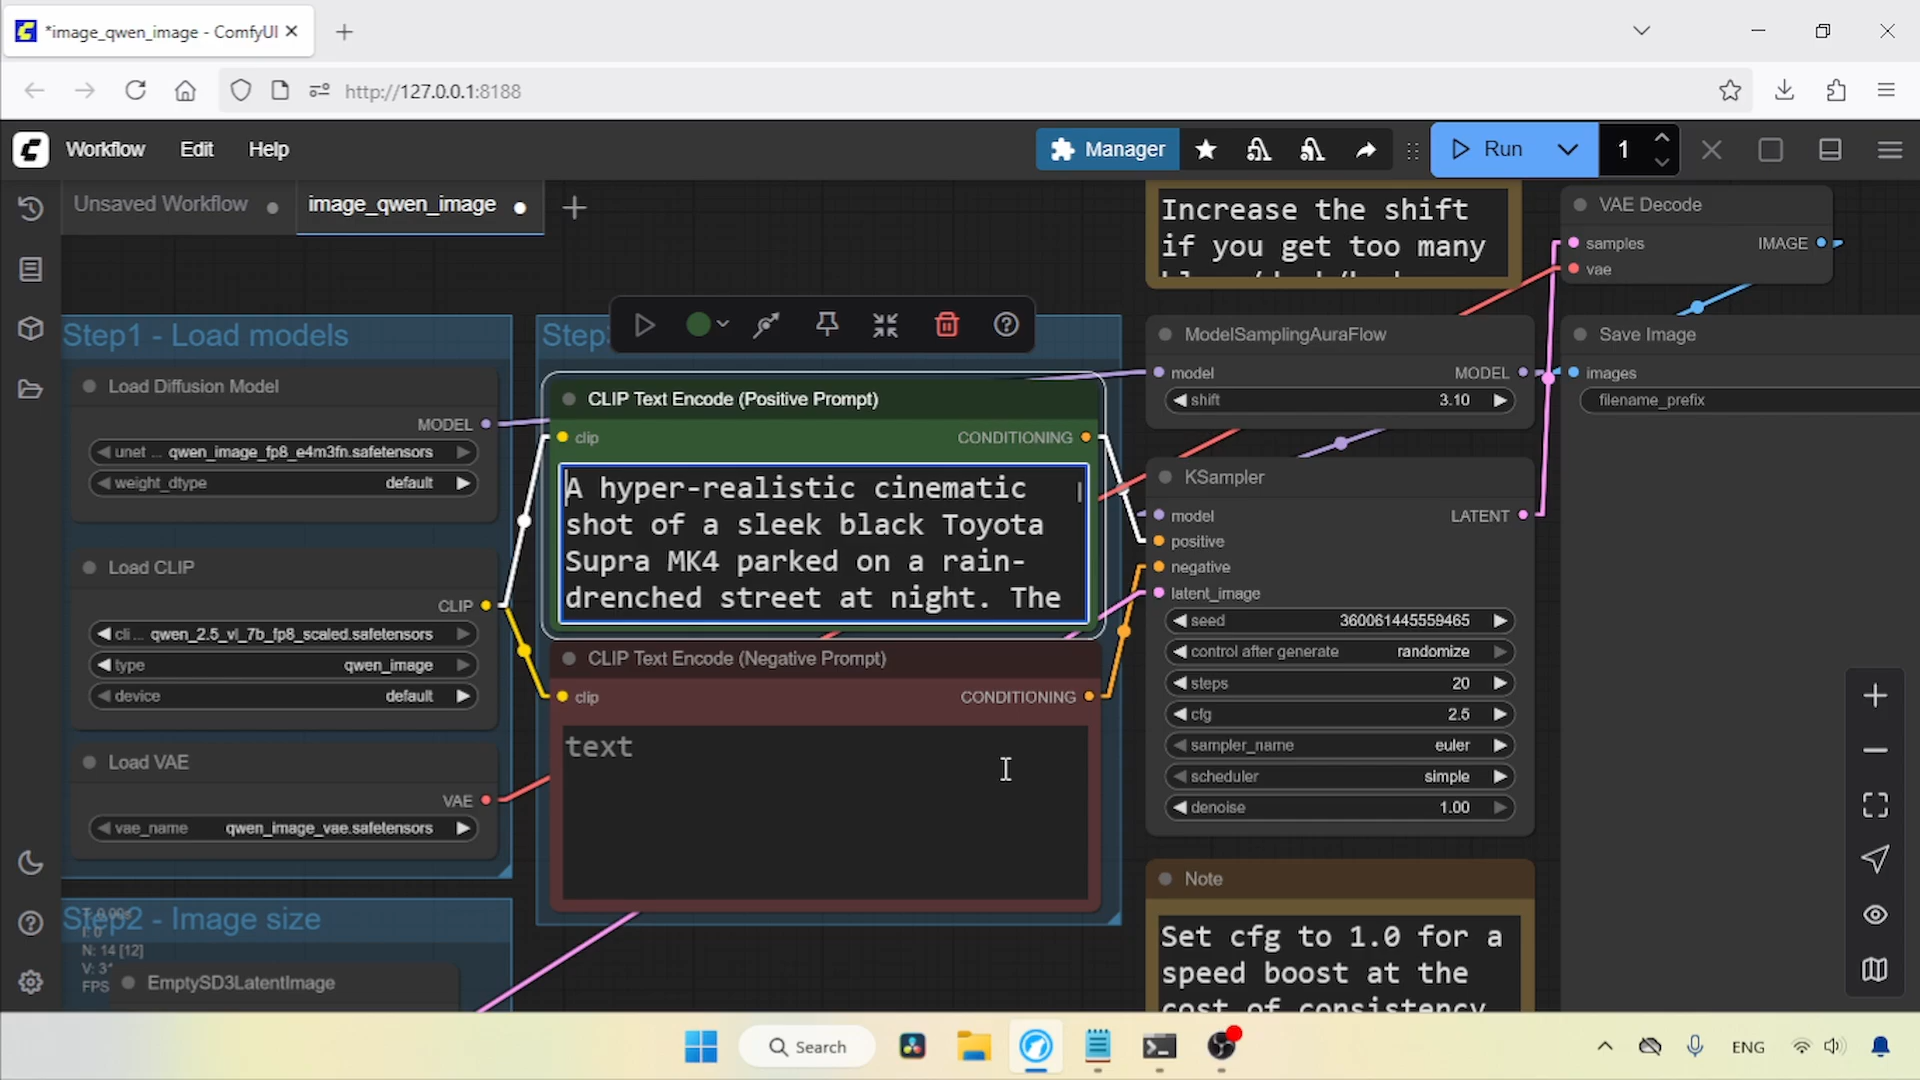 *image_qwen_image - ComfyUI
http://127.0.0.1:8188
Workflow Edit Help
Manager
Run
1
Unsaved Workflow
image_qwen_image
Increase the shift
if you get too many
VAE Decode
samples IMAGE
vae
Step1 - Load models
Load Diffusion Model
MODEL
unet ... qwen_image_fp8_e4m3fn.safetensors
weight_dtype default
Load CLIP
CLIP
cli ... qwen_2.5_vl_7b_fp8_scaled.safetensors
type qwen_image
device default
Load VAE
VAE
vae_name qwen_image_vae.safetensors
Step2 - Image size
N: 14 [12]
FPS
EmptySD3LatentImage
CLIP Text Encode (Positive Prompt)
clip CONDITIONING
A hyper-realistic cinematic
shot of a sleek black Toyota
Supra MK4 parked on a rain-
drenched street at night. The
CLIP Text Encode (Negative Prompt)
clip CONDITIONING
text
ModelSamplingAuraFlow
model MODEL
shift 3.10
KSampler
model LATENT
positive
negative
latent_image
seed 360061445559465
control after generate randomize
steps 20
cfg 2.5
sampler_name euler
scheduler simple
denoise 1.00
Note
Set cfg to 1.0 for a
speed boost at the
cost of consistency
Save Image
images
filename_prefix
Search
ENG